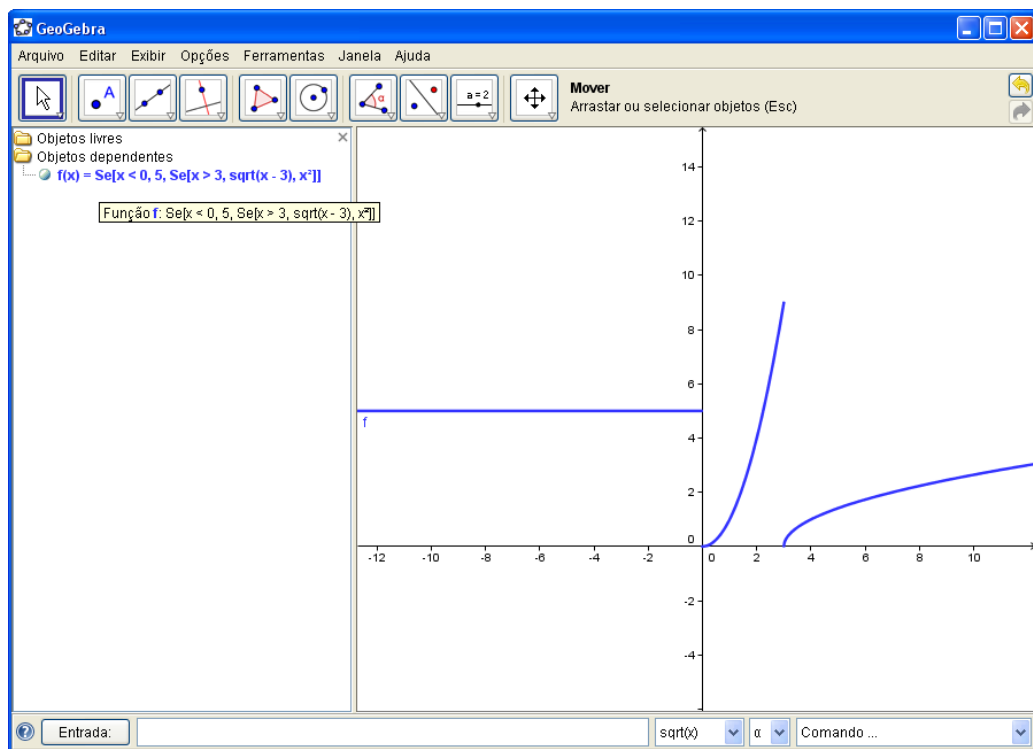 GeoGebra
Arquivo Editar Exibir Opções Ferramentas Janela Ajuda
A
α
a = 2
Mover
Arrastar ou selecionar objetos (Esc)
Objetos livres
Objetos dependentes
f(x) = Se[x < 0, 5, Se[x > 3, sqrt(x - 3), x²]]
Função f: Se[x < 0, 5, Se[x > 3, sqrt(x - 3), x²]]
14
12
10
8
6
f
4
2
0
-12 -10 -8 -6 -4 -2 0 2 4 6 8 10
-2
-4
Entrada: sqrt(x) α Comando ...